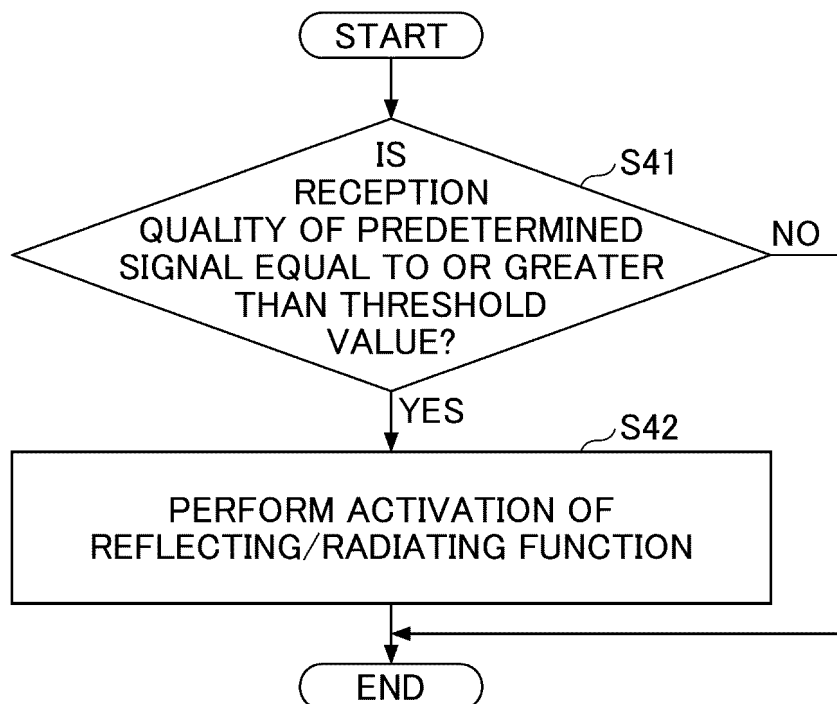 START
IS
RECEPTION
QUALITY OF PREDETERMINED
SIGNAL EQUAL TO OR GREATER
THAN THRESHOLD
VALUE?
S41
NO
YES
S42
PERFORM ACTIVATION OF
REFLECTING/RADIATING FUNCTION
END